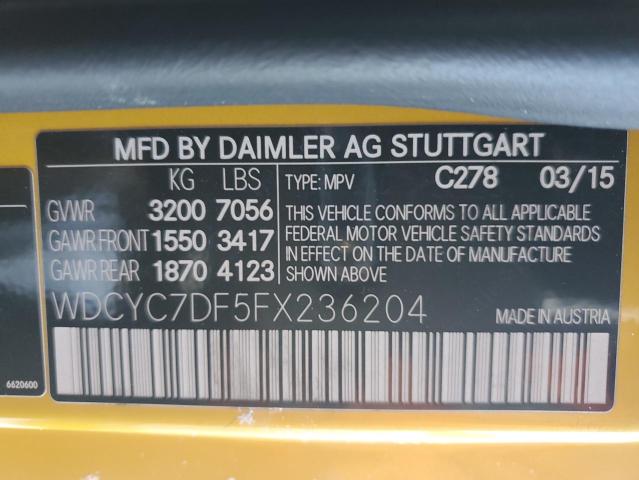 MFD BY DAIMLER AG STUTTGART
KG LBS TYPE: MPV C278 03/15
GVWR 3200 7056 THIS VEHICLE CONFORMS TO ALL APPLICABLE
GAWR FRONT 1550 3417 FEDERAL MOTOR VEHICLE SAFETY STANDARDS
IN EFFECT ON THE DATE OF MANUFACTURE
GAWR REAR 1870 4123 SHOWN ABOVE
WDCYC7DF5FX236204 MADE IN AUSTRIA
6620600